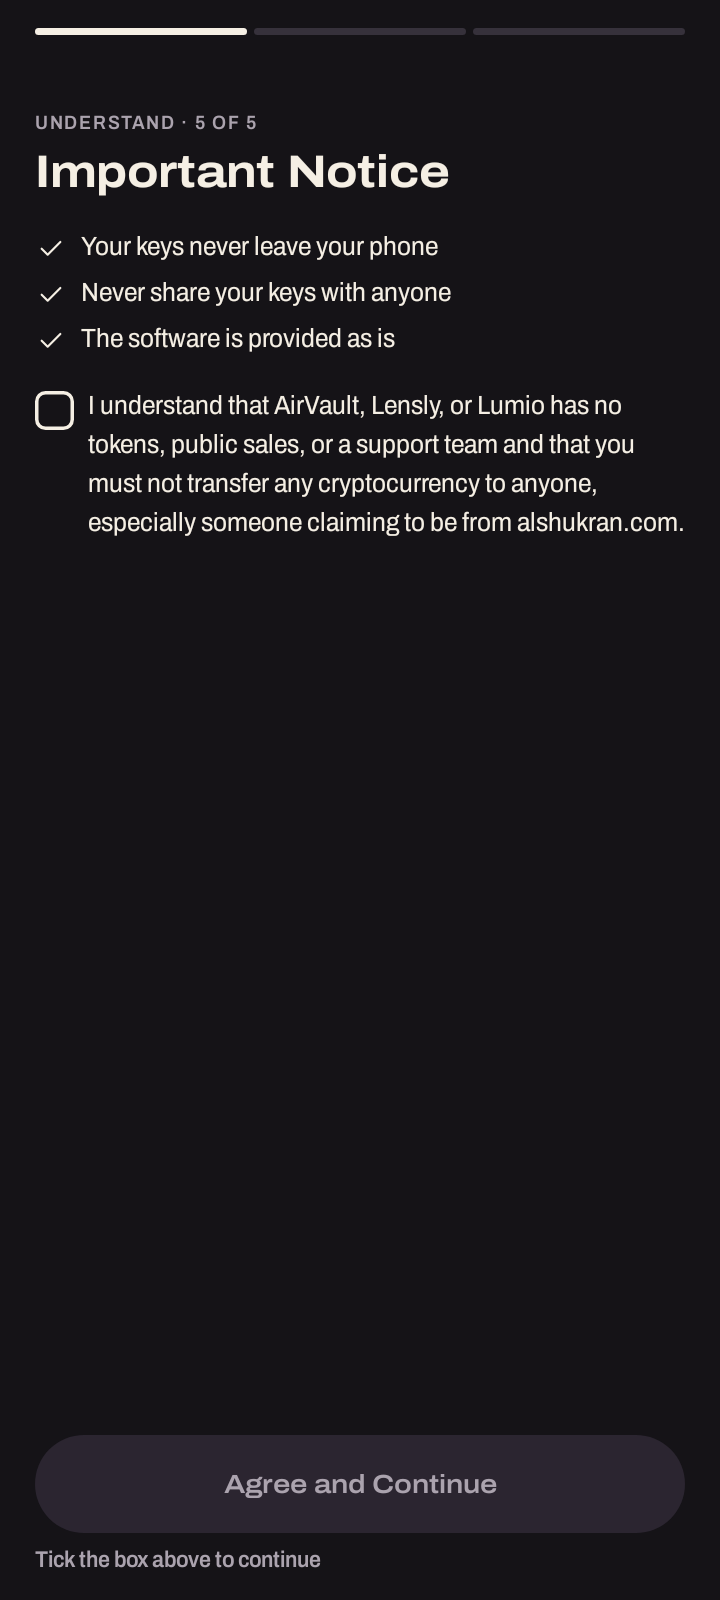 UNDERSTAND · 5 OF 5
Important Notice
Your keys never leave your phone
Never share your keys with anyone
The software is provided as is
I understand that AirVault, Lensly, or Lumio has no
tokens, public sales, or a support team and that you
must not transfer any cryptocurrency to anyone,
especially someone claiming to be from alshukran.com.
Agree and Continue
Tick the box above to continue